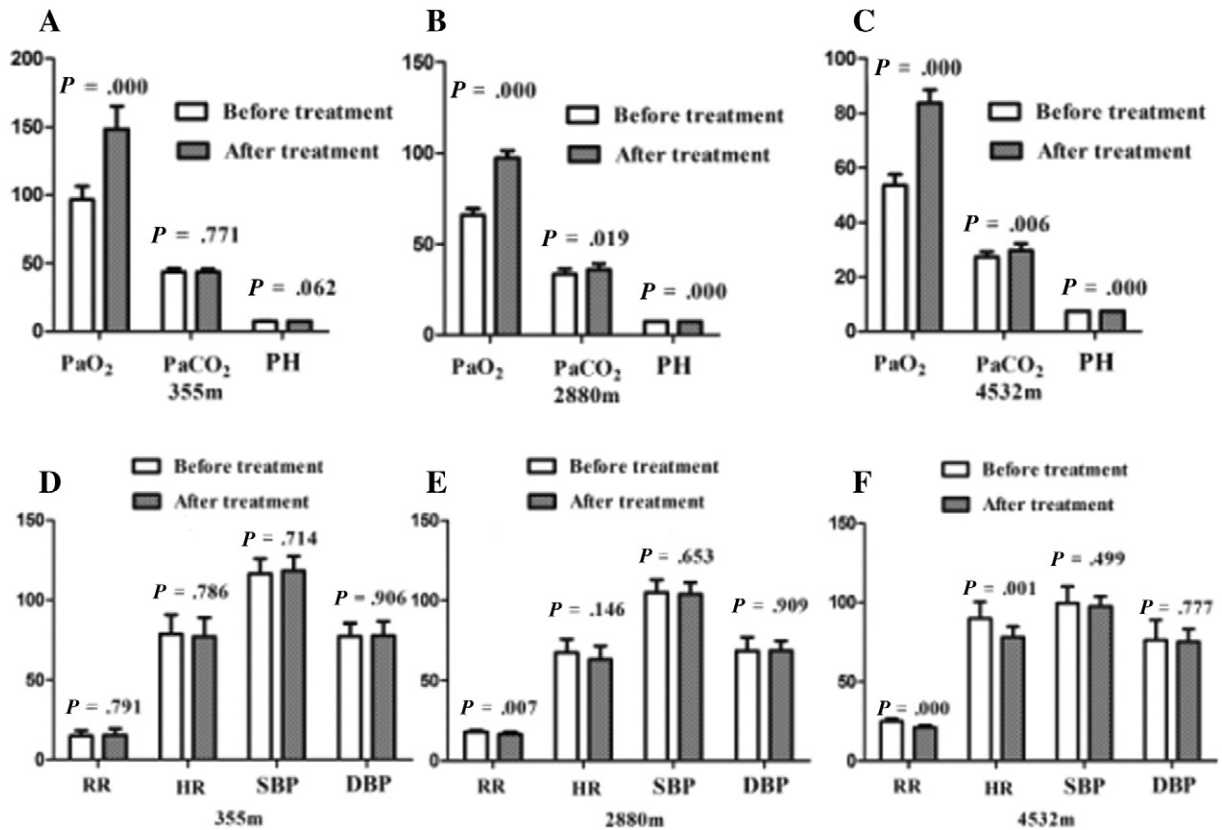 A
200
150
100
50
0
P = .000
Before treatment
After treatment
P = .771
P = .062
PaO₂
PaCO₂
PH
355m
B
150
100
50
0
P = .000
Before treatment
After treatment
P = .019
P = .000
PaO₂
PaCO₂
PH
2880m
C
100
80
60
40
20
0
P = .000
Before treatment
After treatment
P = .006
P = .000
PaO₂
PaCO₂
PH
4532m
D
Before treatment
After treatment
150
100
50
0
P = .791
P = .786
P = .714
P = .906
RR
HR
SBP
DBP
355m
E
Before treatment
After treatment
150
100
50
0
P = .007
P = .146
P = .653
P = .909
RR
HR
SBP
DBP
2880m
F
Before treatment
After treatment
150
100
50
0
P = .000
P = .001
P = .499
P = .777
RR
HR
SBP
DBP
4532m